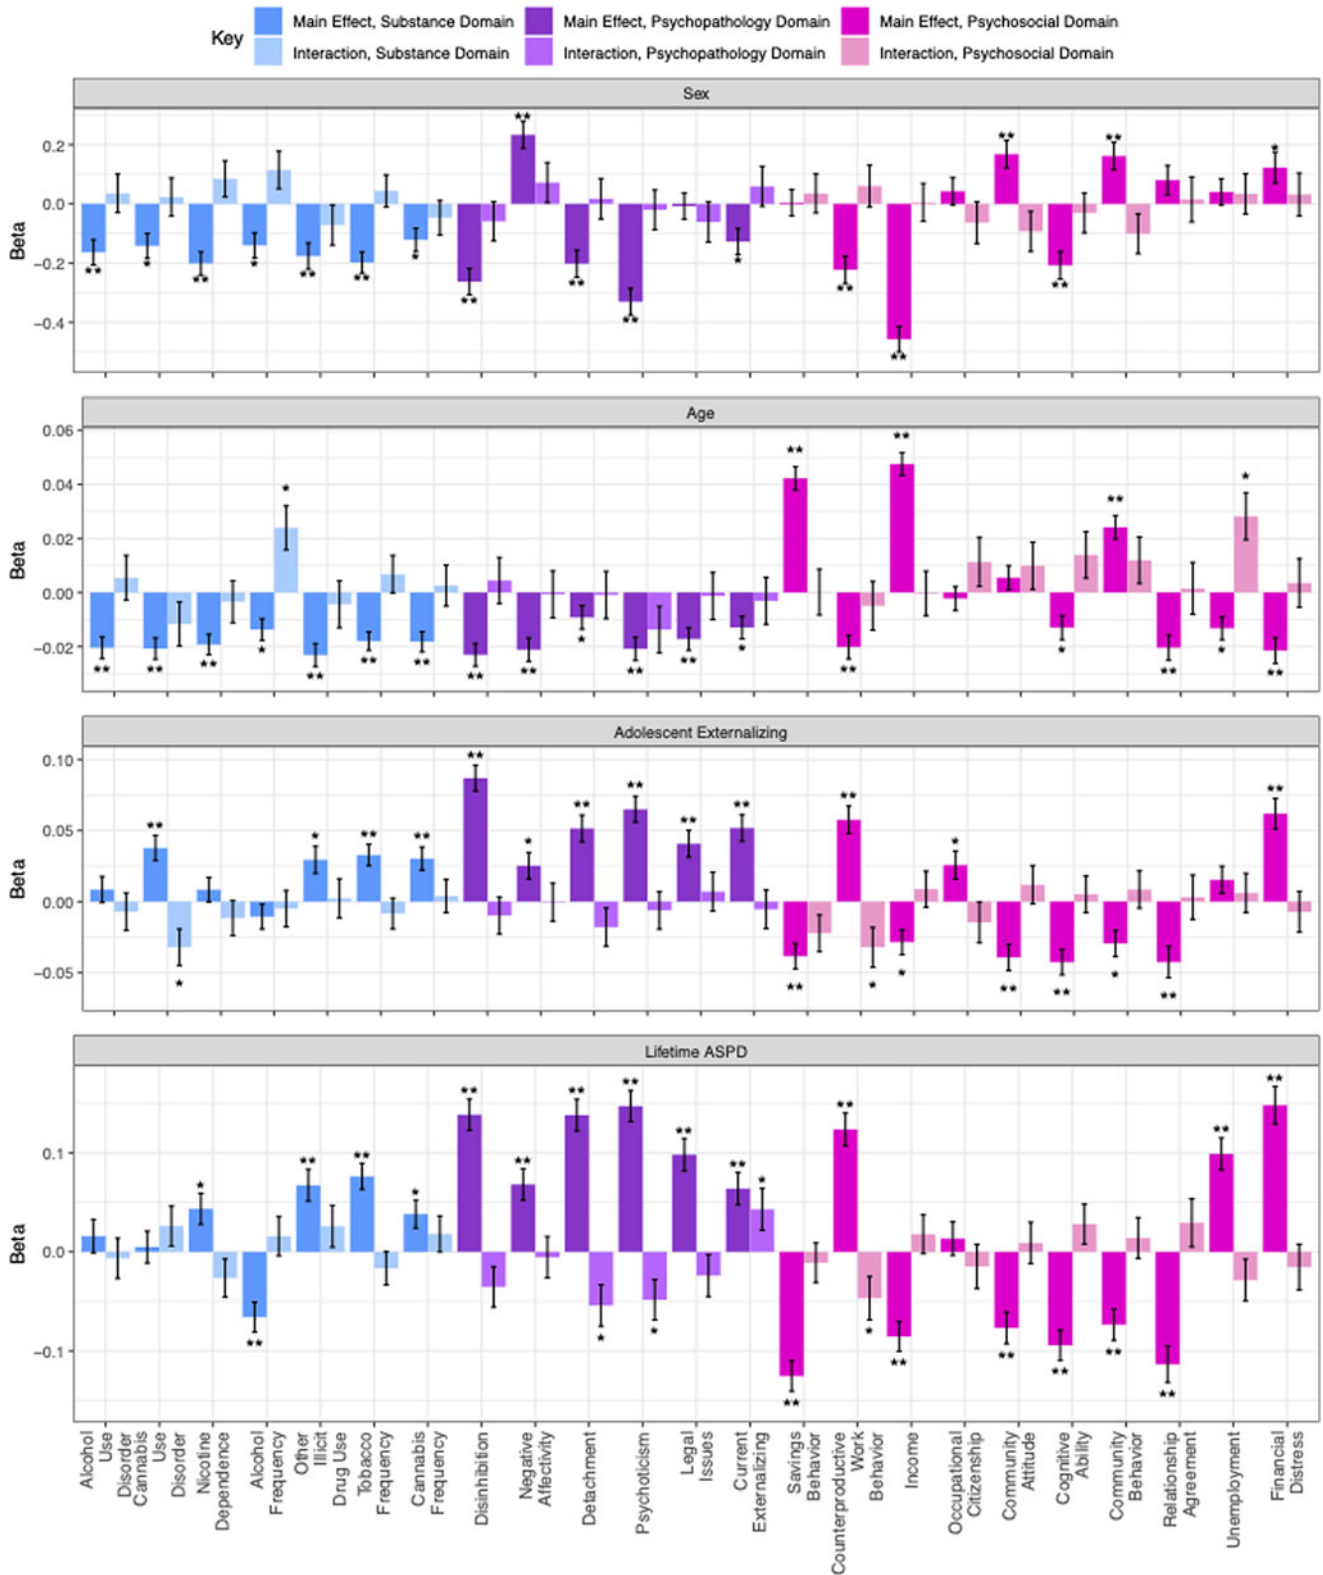 Key
Main Effect, Substance Domain
Main Effect, Psychopathology Domain
Main Effect, Psychosocial Domain
Interaction, Substance Domain
Interaction, Psychopathology Domain
Interaction, Psychosocial Domain
Sex
Beta
0.2
0.0
−0.2
−0.4
** * ** * ** ** * ** ** ** ** * ** ** ** ** ** *
Age
Beta
0.06
0.04
0.02
0.00
−0.02
** ** ** * * ** ** ** ** ** * ** ** * ** ** ** * ** ** * * **
Adolescent Externalizing
Beta
0.10
0.05
0.00
−0.05
** * * ** ** ** * ** ** ** ** ** ** * * * ** ** * ** **
Lifetime ASPD
Beta
0.1
0.0
−0.1
* ** ** ** * ** ** ** * ** * ** ** * ** ** * ** ** ** ** ** ** **
Alcohol
Use
Disorder
Cannabis
Use
Disorder
Nicotine
Dependence
Alcohol
Frequency
Other
Illicit
Drug Use
Tobacco
Frequency
Cannabis
Frequency
Disinhibition
Negative
Affectivity
Detachment
Psychoticism
Legal
Issues
Current
Externalizing
Savings
Behavior
Counterproductive
Work
Behavior
Income
Occupational
Citizenship
Community
Attitude
Cognitive
Ability
Community
Behavior
Relationship
Agreement
Unemployment
Financial
Distress